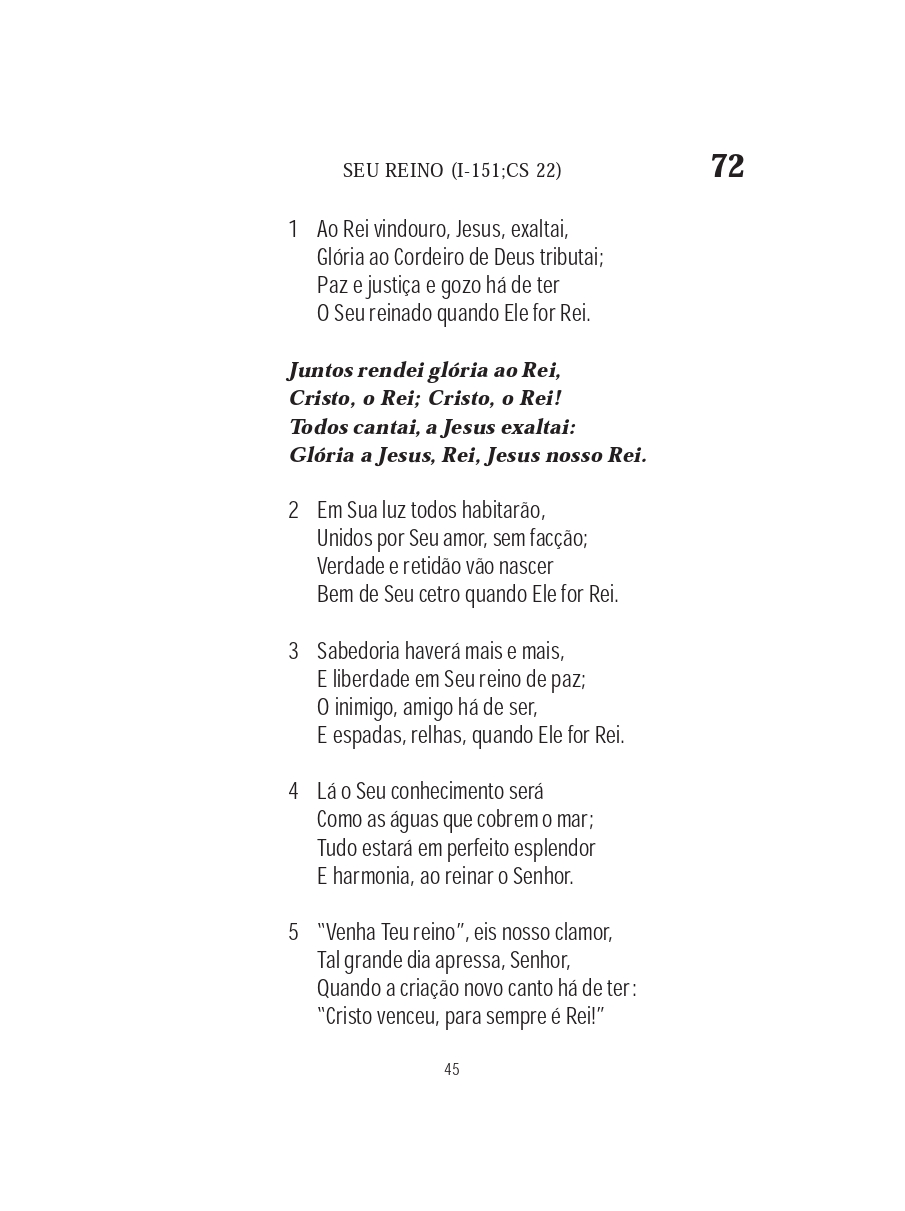 SEU REINO (I-151;CS 22)
72
1 Ao Rei vindouro, Jesus, exaltai,
Glória ao Cordeiro de Deus tributai;
Paz e justiça e gozo há de ter
O Seu reinado quando Ele for Rei.
Juntos rendei glória ao Rei,
Cristo, o Rei; Cristo, o Rei!
Todos cantai, a Jesus exaltai:
Glória a Jesus, Rei, Jesus nosso Rei.
2 Em Sua luz todos habitarão,
Unidos por Seu amor, sem facção;
Verdade e retidão vão nascer
Bem de Seu cetro quando Ele for Rei.
3 Sabedoria haverá mais e mais,
E liberdade em Seu reino de paz;
O inimigo, amigo há de ser,
E espadas, relhas, quando Ele for Rei.
4 Lá o Seu conhecimento será
Como as águas que cobrem o mar;
Tudo estará em perfeito esplendor
E harmonia, ao reinar o Senhor.
5 “Venha Teu reino”, eis nosso clamor,
Tal grande dia apressa, Senhor,
Quando a criação novo canto há de ter:
“Cristo venceu, para sempre é Rei!”
45